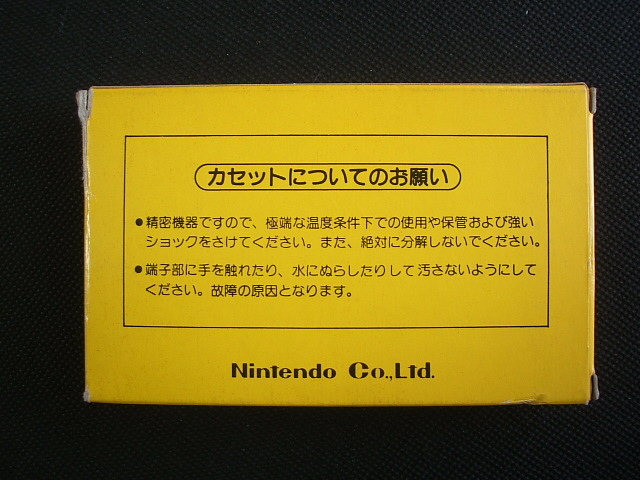 カセットについてのお願い
●精密機器ですので、極端な温度条件下での使用や保管および強い
ショックをさけてください。また、絶対に分解しないでください。
●端子部に手を触れたり、水にぬらしたりして汚さないようにして
ください。故障の原因となります。
Nintendo Co.,Ltd.